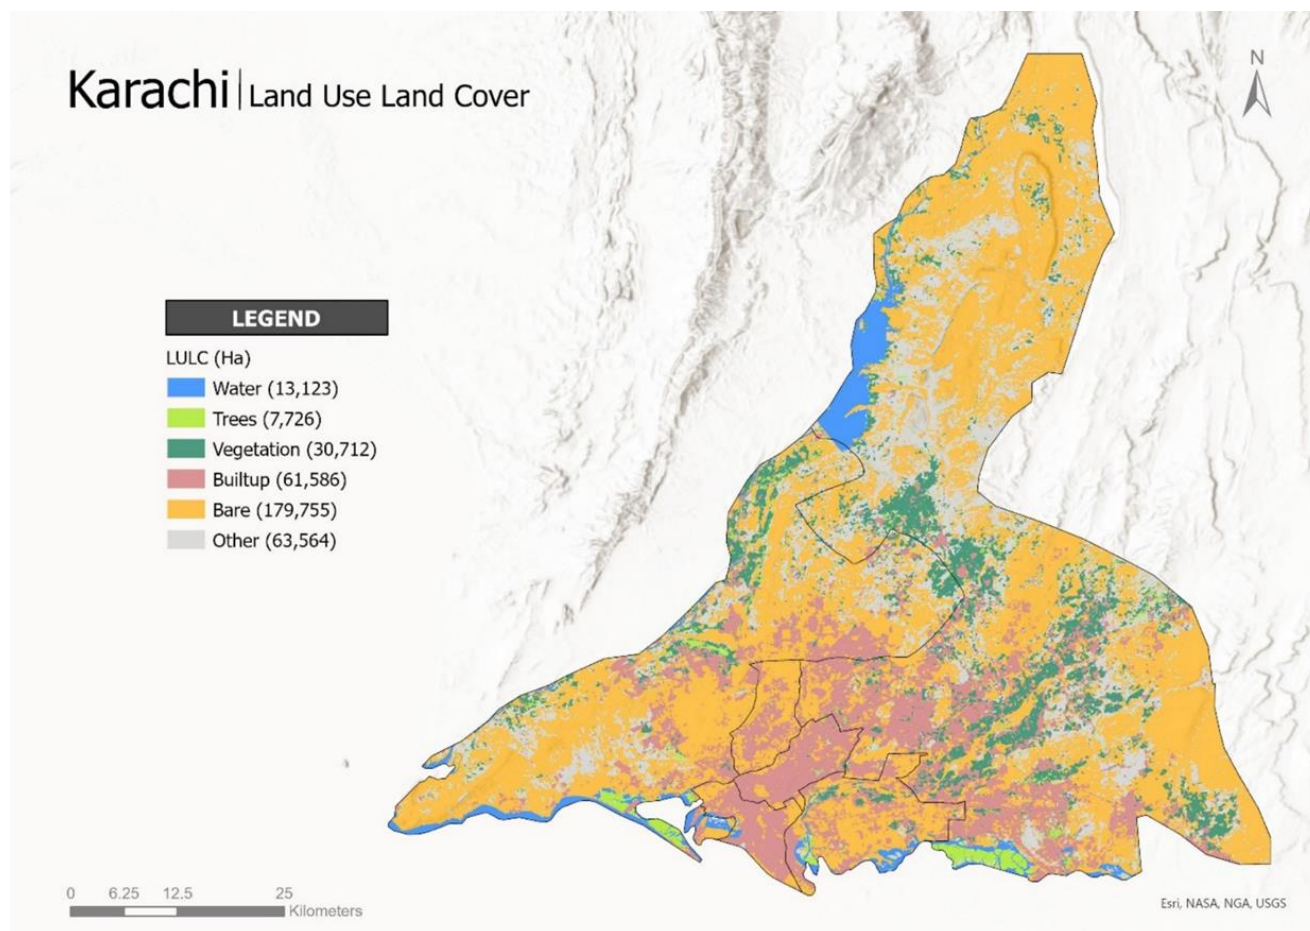 Karachi | Land Use Land Cover
N
LEGEND
LULC (Ha)
Water (13,123)
Trees (7,726)
Vegetation (30,712)
Builtup (61,586)
Bare (179,755)
Other (63,564)
0 6.25 12.5 25
Kilometers
Esri, NASA, NGA, USGS